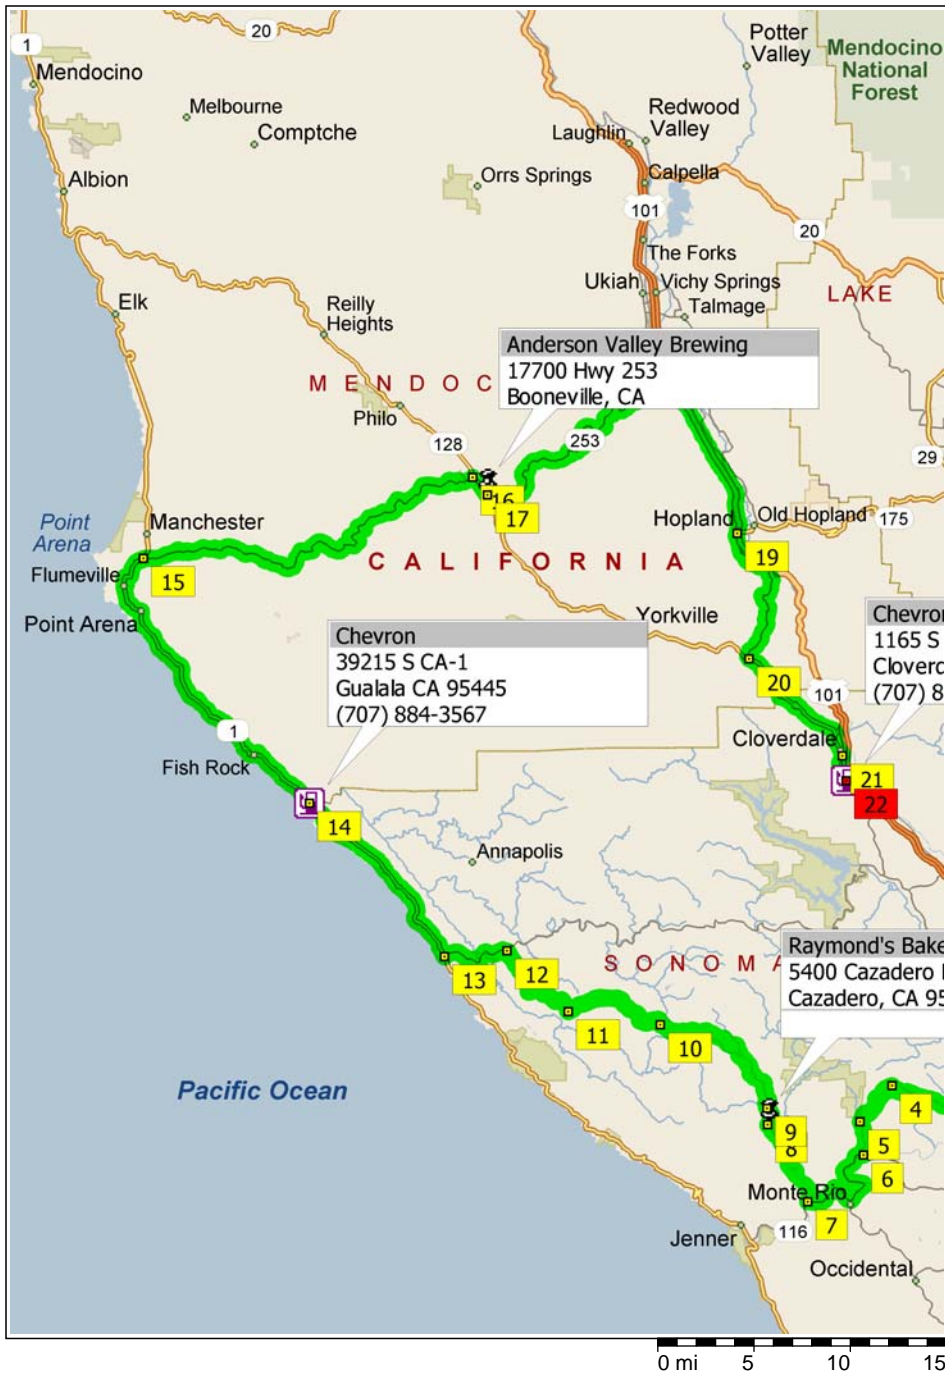 1
20
Mendocino
Melbourne
Comptche
Potter
Valley
Mendocino
National
Forest
Redwood
Valley
Laughlin
Calpella
Orrs Springs
Albion
101
20
The Forks
Ukiah
Vichy Springs
Talmage
LAKE
Elk
Reilly
Heights
Anderson Valley Brewing
17700 Hwy 253
Booneville, CA
MENDOC
Philo
128
253
29
16
17
Point
Arena
Manchester
Hopland
Old Hopland
175
CALIFORNIA
19
15
Flumeville
Point Arena
Yorkville
Chevron
39215 S CA-1
Gualala CA 95445
(707) 884-3567
Chevron
1165 S
Cloverd
(707) 8
20
101
1
Cloverdale
Fish Rock
21
22
14
Annapolis
Raymond's Bake
5400 Cazadero
Cazadero, CA 95
SONOMA
13
12
11
10
Pacific Ocean
4
9
8
5
6
Monte Rio
7
Jenner
116
Occidental
0 mi
5
10
15